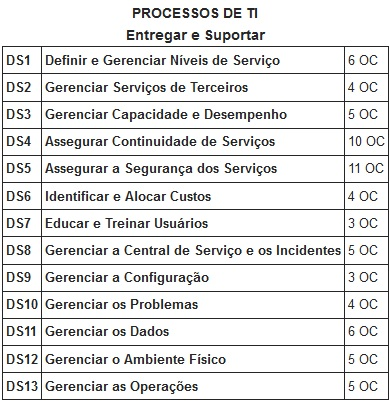 PROCESSOS DE TI
Entregar e Suportar
DS1 Definir e Gerenciar Níveis de Serviço 6 OC
DS2 Gerenciar Serviços de Terceiros 4 OC
DS3 Gerenciar Capacidade e Desempenho 5 OC
DS4 Assegurar Continuidade de Serviços 10 OC
DS5 Assegurar a Segurança dos Serviços 11 OC
DS6 Identificar e Alocar Custos 4 OC
DS7 Educar e Treinar Usuários 3 OC
DS8 Gerenciar a Central de Serviço e os Incidentes 5 OC
DS9 Gerenciar a Configuração 3 OC
DS10 Gerenciar os Problemas 4 OC
DS11 Gerenciar os Dados 6 OC
DS12 Gerenciar o Ambiente Físico 5 OC
DS13 Gerenciar as Operações 5 OC